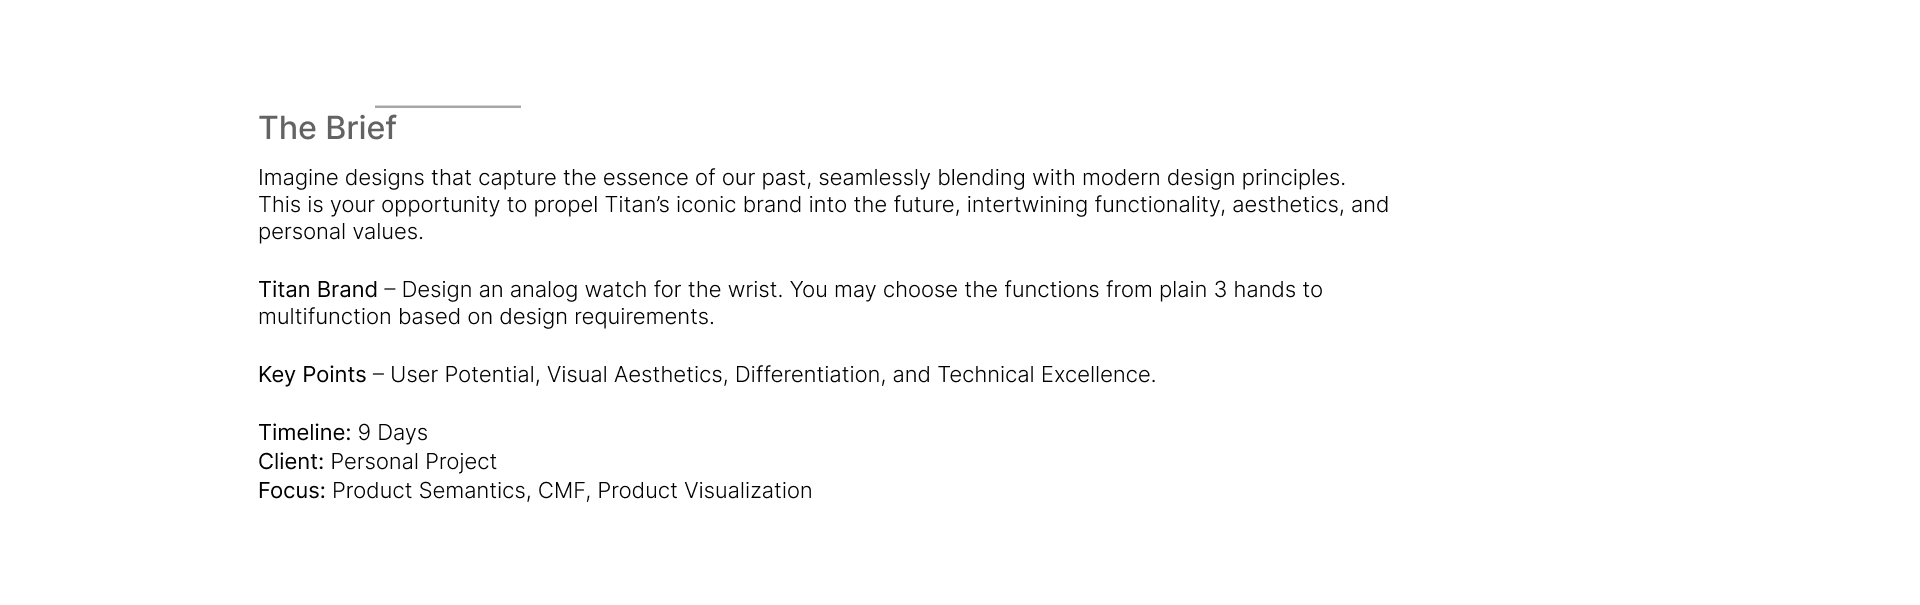 The Brief
Imagine designs that capture the essence of our past, seamlessly blending with modern design principles.
This is your opportunity to propel Titan’s iconic brand into the future, intertwining functionality, aesthetics, and
personal values.
Titan Brand – Design an analog watch for the wrist. You may choose the functions from plain 3 hands to
multifunction based on design requirements.
Key Points – User Potential, Visual Aesthetics, Differentiation, and Technical Excellence.
Timeline: 9 Days
Client: Personal Project
Focus: Product Semantics, CMF, Product Visualization